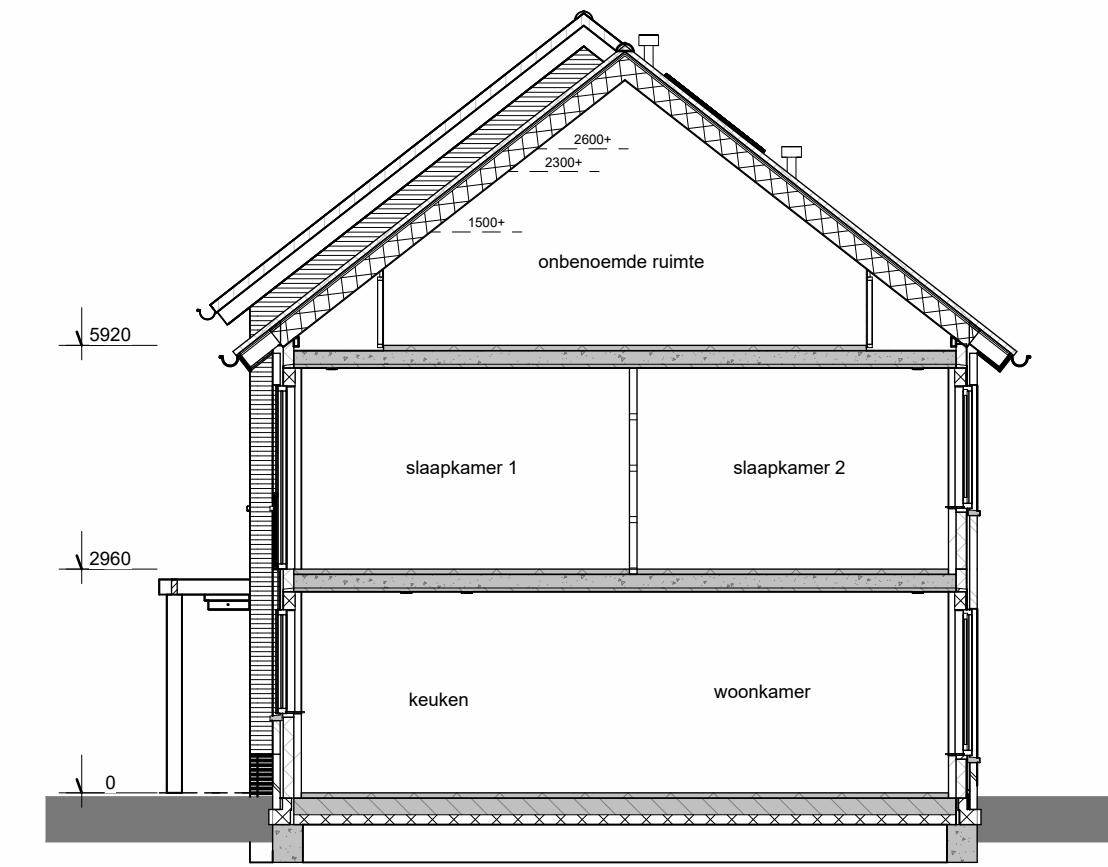 2600+
2300+
1500+
onbenoemde ruimte
5920
slaapkamer 1
slaapkamer 2
2960
keuken
woonkamer
0